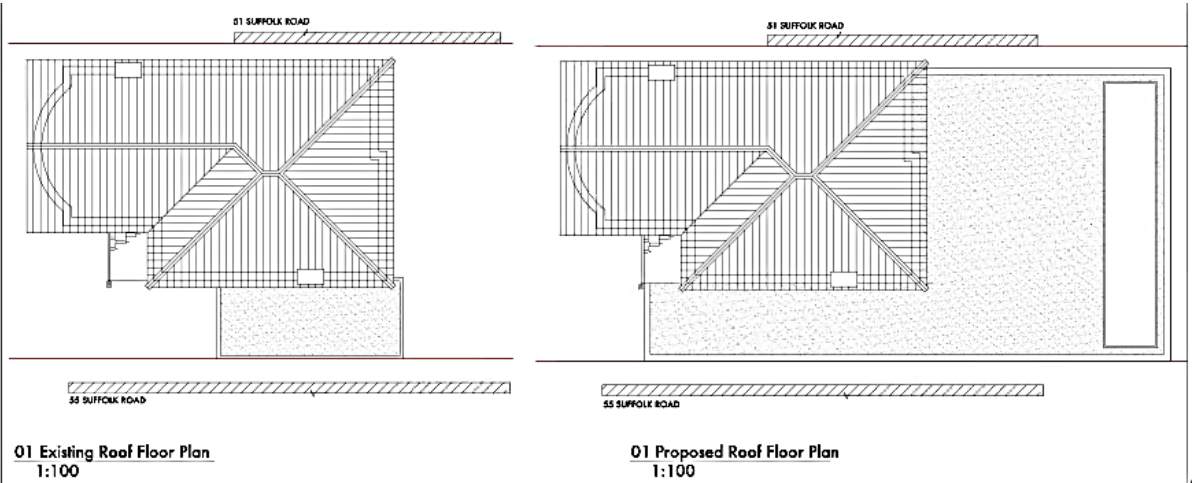 51 SUFFOLK ROAD
55 SUFFOLK ROAD
01 Existing Roof Floor Plan
1:100
51 SUFFOLK ROAD
55 SUFFOLK ROAD
01 Proposed Roof Floor Plan
1:100